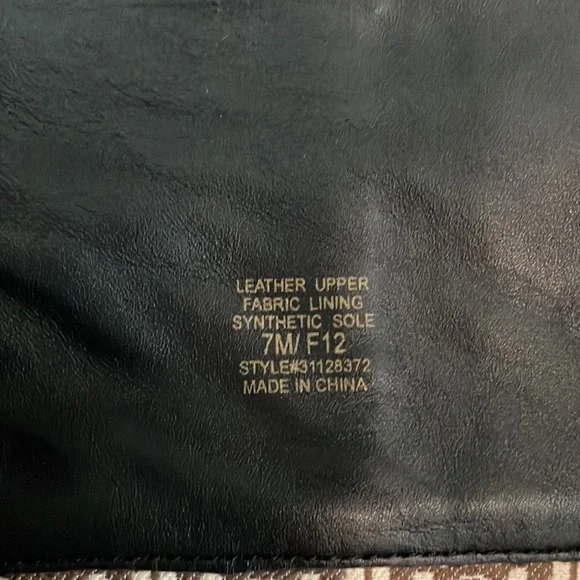 LEATHER UPPER
FABRIC LINING
SYNTHETIC SOLE
7M/ F12
STYLE#31128372
MADE IN CHINA